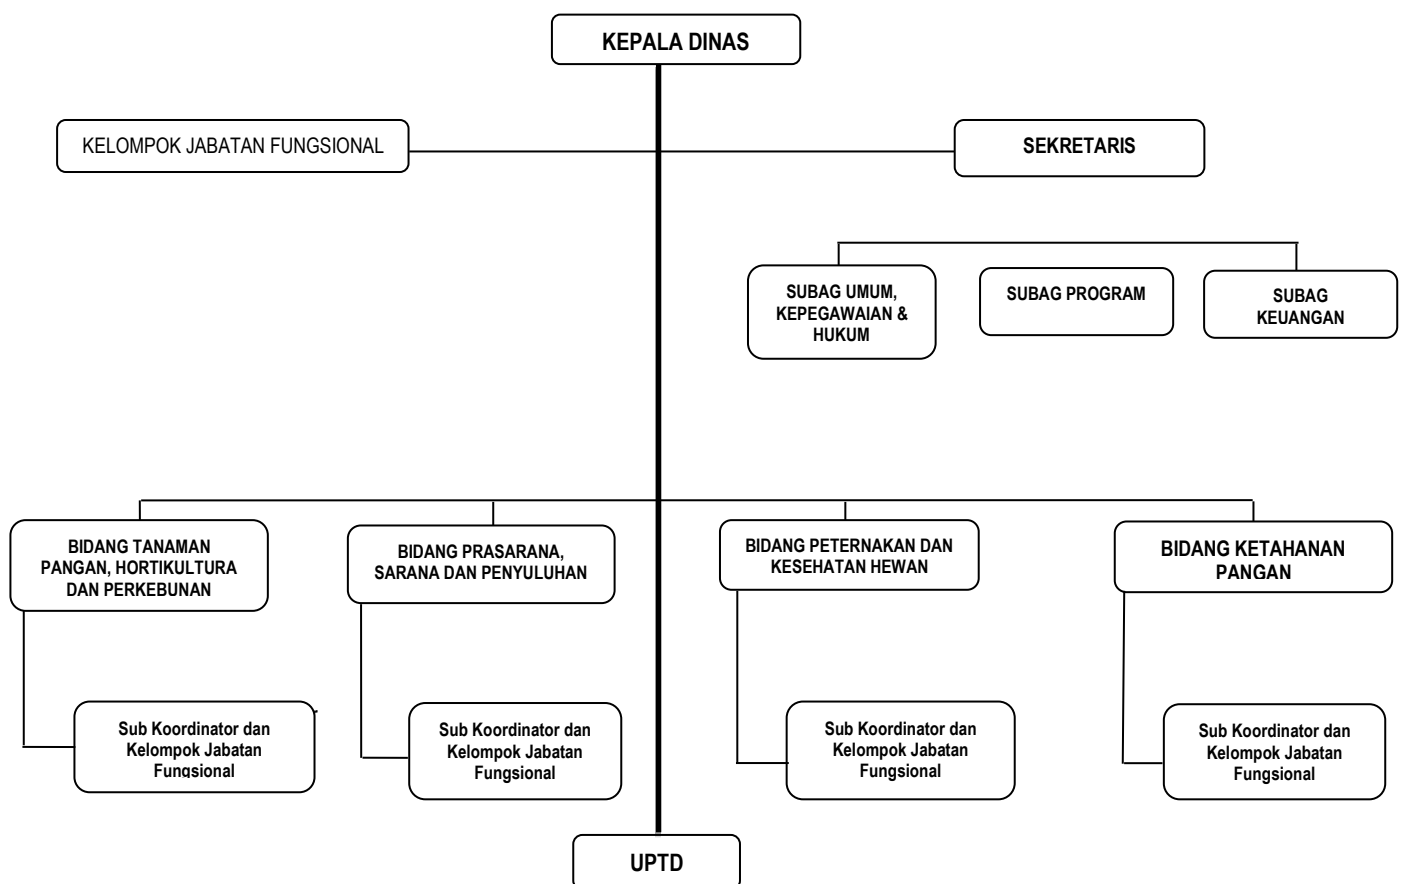 KEPALA DINAS
KELOMPOK JABATAN FUNGSIONAL
SEKRETARIS
SUBAG UMUM,
KEPEGAWAIAN &
HUKUM
SUBAG PROGRAM
SUBAG
KEUANGAN
BIDANG TANAMAN
PANGAN, HORTIKULTURA
DAN PERKEBUNAN
BIDANG PRASARANA,
SARANA DAN PENYULUHAN
BIDANG PETERNAKAN DAN
KESEHATAN HEWAN
BIDANG KETAHANAN
PANGAN
Sub Koordinator dan
Kelompok Jabatan
Fungsional
Sub Koordinator dan
Kelompok Jabatan
Fungsional
Sub Koordinator dan
Kelompok Jabatan
Fungsional
Sub Koordinator dan
Kelompok Jabatan
Fungsional
UPTD